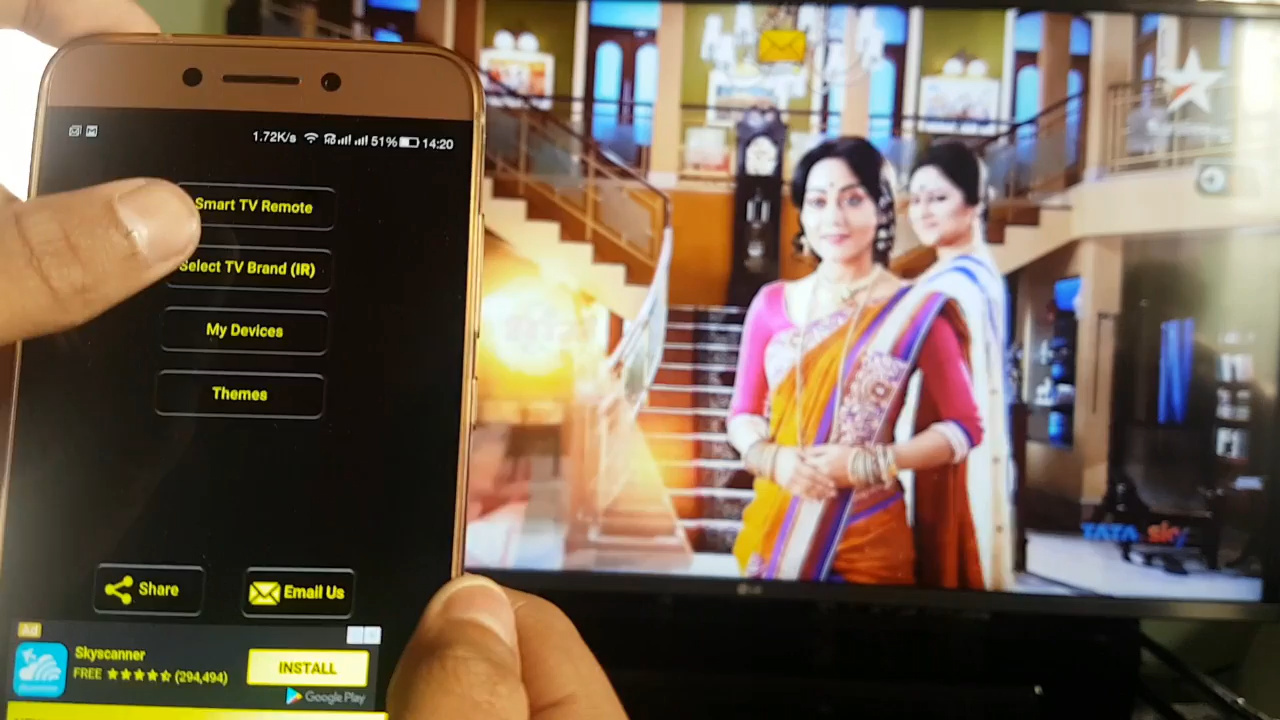 1.72K/s 51% 14:20
Smart TV Remote
Select TV Brand (IR)
My Devices
Themes
Share
Email Us
Ad
Skyscanner
FREE (294,494)
INSTALL
Google Play
TATA sky
LG